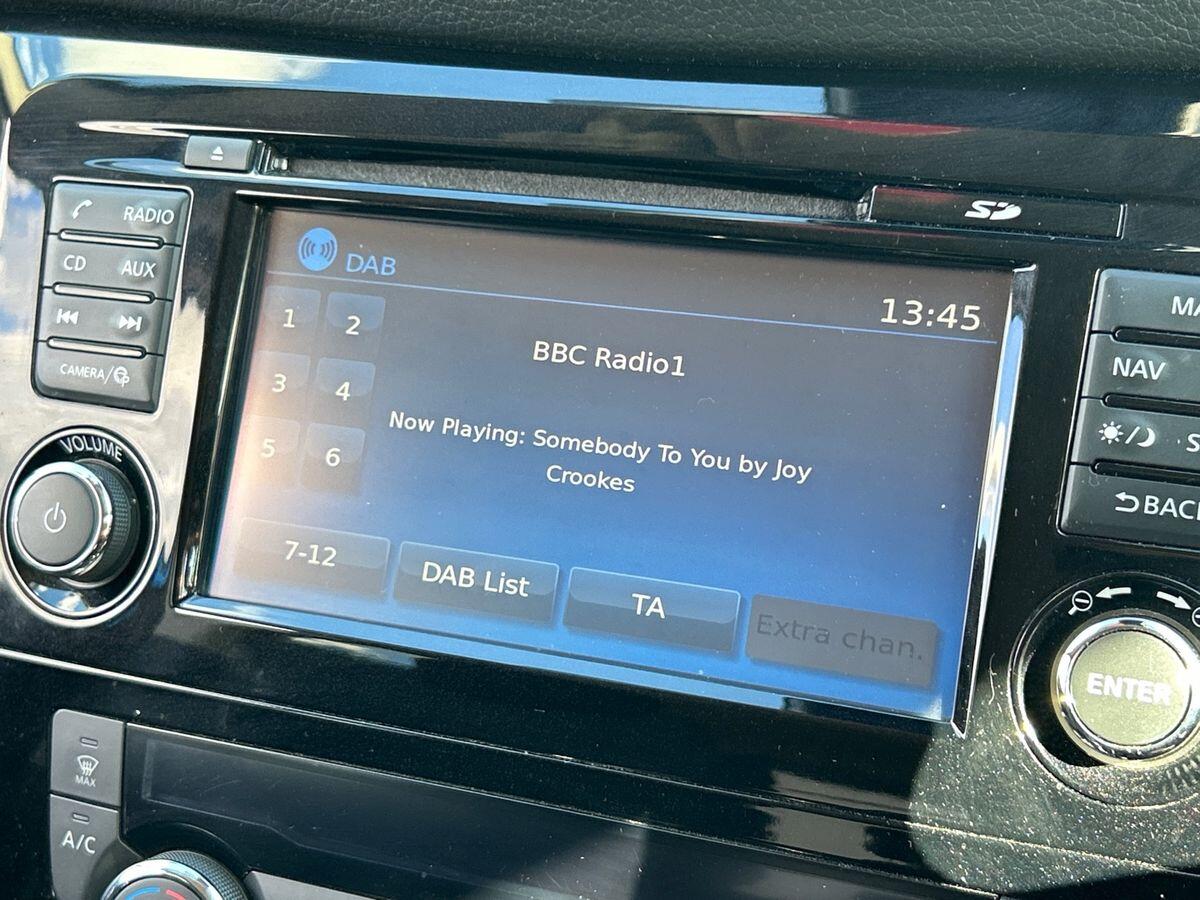 RADIO
CD AUX
CAMERA/
VOLUME
SD
DAB
13:45
1 2
3 4
5 6
BBC Radio1
Now Playing: Somebody To You by Joy
Crookes
7-12
DAB List
TA
Extra chan.
MA
NAV
S
BACK
ENTER
MAX
A/C